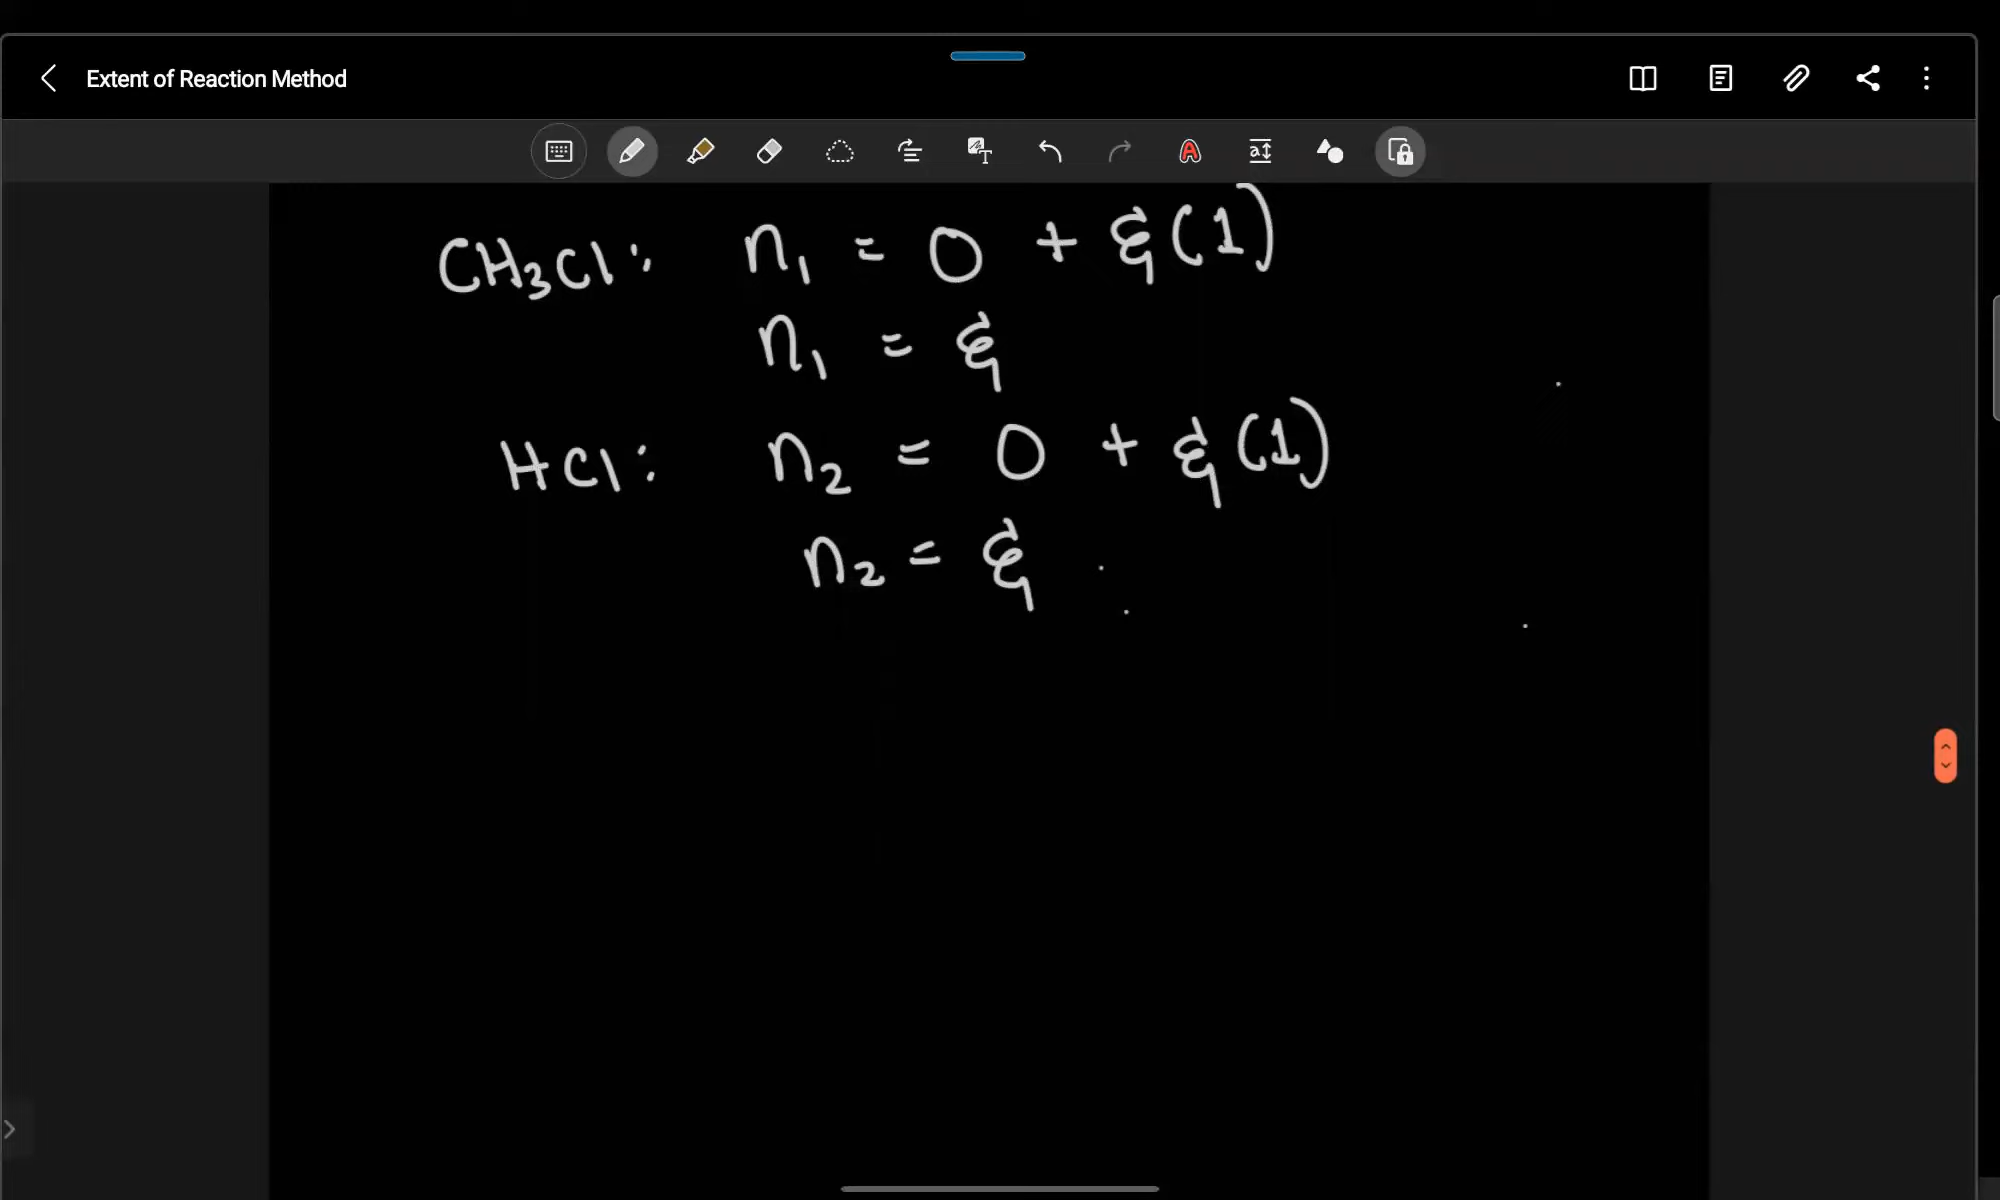 Extent of Reaction Method
CH₃Cl: n₁ = 0 + ξ(1)
n₁ = ξ
HCl: n₂ = 0 + ξ(1)
n₂ = ξ